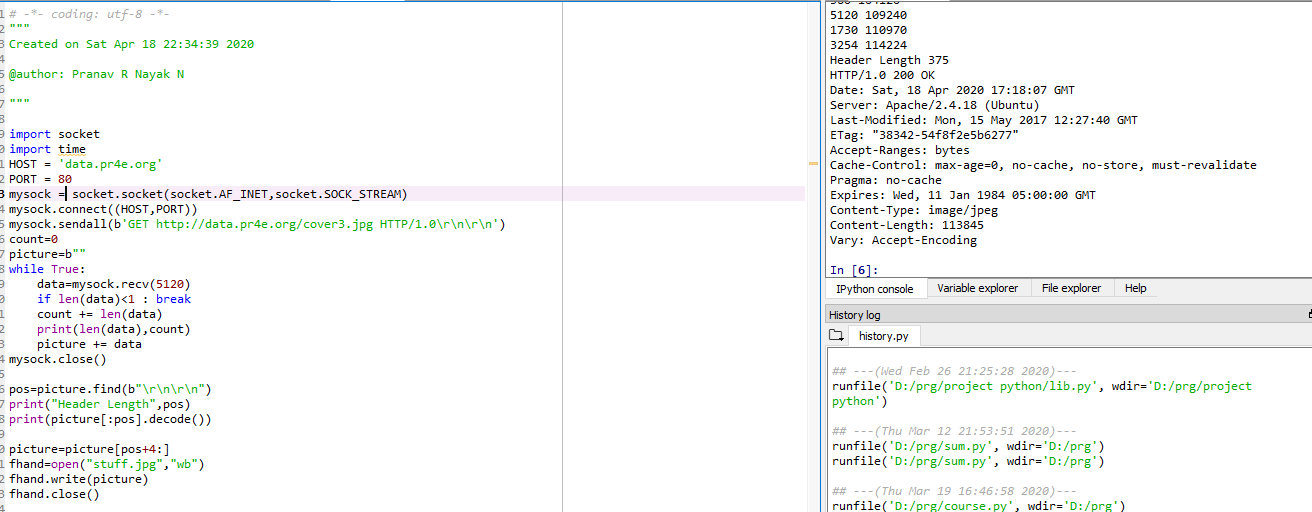 # -*- coding: utf-8 -*-
"""
Created on Sat Apr 18 22:34:39 2020
@author: Pranav R Nayak N
"""
import socket
import time
HOST = 'data.pr4e.org'
PORT = 80
mysock = socket.socket(socket.AF_INET,socket.SOCK_STREAM)
mysock.connect((HOST,PORT))
mysock.sendall(b'GET http://data.pr4e.org/cover3.jpg HTTP/1.0\r\n\r\n')
count=0
picture=b""
while True:
    data=mysock.recv(5120)
    if len(data)<1 : break
    count += len(data)
    print(len(data),count)
    picture += data
mysock.close()
pos=picture.find(b"\r\n\r\n")
print("Header Length",pos)
print(picture[:pos].decode())
picture=picture[pos+4:]
fhand=open("stuff.jpg","wb")
fhand.write(picture)
fhand.close()
5120 109240
1730 110970
3254 114224
Header Length 375
HTTP/1.0 200 OK
Date: Sat, 18 Apr 2020 17:18:07 GMT
Server: Apache/2.4.18 (Ubuntu)
Last-Modified: Mon, 15 May 2017 12:27:40 GMT
ETag: "38342-54f8f2e5b6277"
Accept-Ranges: bytes
Cache-Control: max-age=0, no-cache, no-store, must-revalidate
Pragma: no-cache
Expires: Wed, 11 Jan 1984 05:00:00 GMT
Content-Type: image/jpeg
Content-Length: 113845
Vary: Accept-Encoding
In [6]:
IPython console Variable explorer File explorer Help
History log
history.py
## ---(Wed Feb 26 21:25:28 2020)---
runfile('D:/prg/project python/lib.py', wdir='D:/prg/project
python')
## ---(Thu Mar 12 21:53:51 2020)---
runfile('D:/prg/sum.py', wdir='D:/prg')
runfile('D:/prg/sum.py', wdir='D:/prg')
## ---(Thu Mar 19 16:46:58 2020)---
runfile('D:/prg/course.py', wdir='D:/prg')